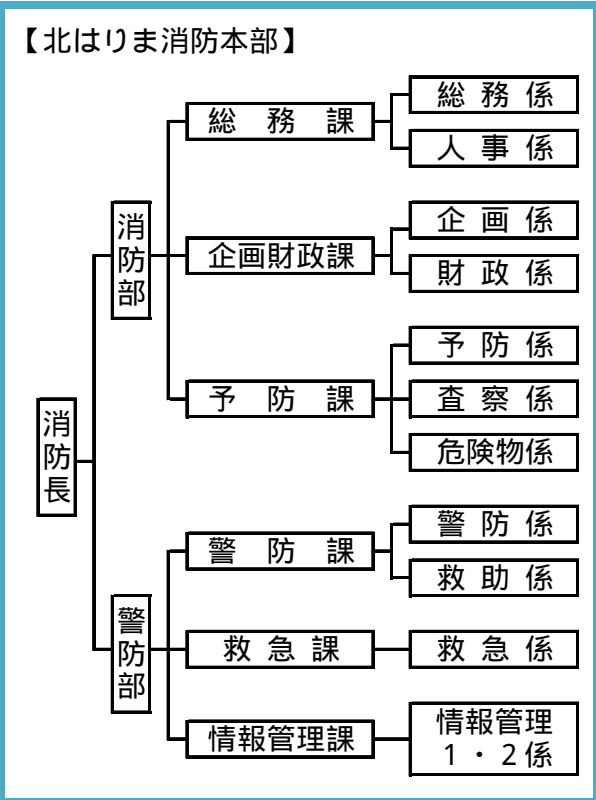 【北はりま消防本部】
消防長
消防部
総務課
総務係
人事係
企画財政課
企画係
財政係
予防課
予防係
査察係
危険物係
警防部
警防課
警防係
救助係
救急課
救急係
情報管理課
情報管理
1・2係